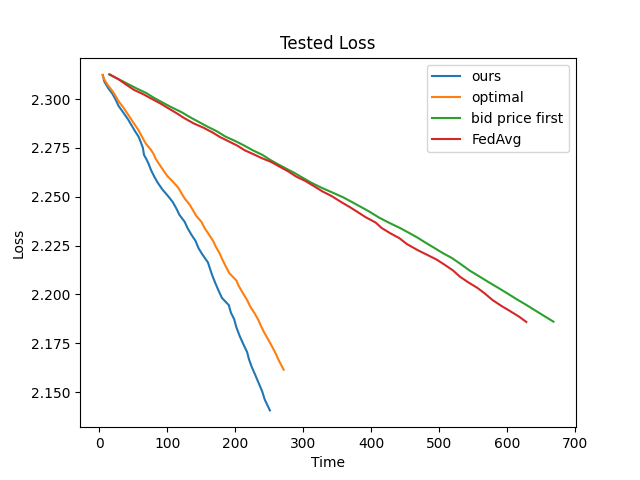 Tested Loss
ours
optimal
bid price first
FedAvg
2.300
2.275
2.250
2.225
2.200
2.175
2.150
Loss
0 100 200 300 400 500 600 700
Time